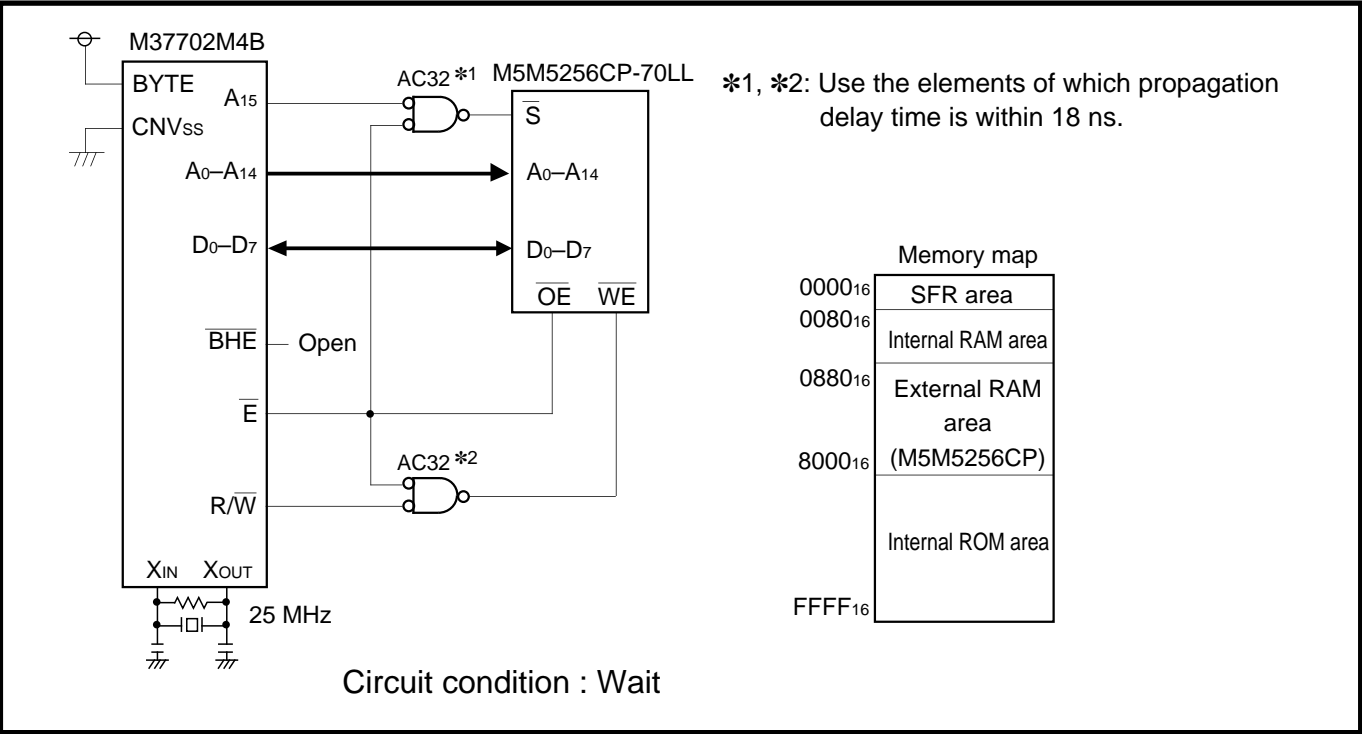 M37702M4B
BYTE
CNVSS
A15
A0–A14
D0–D7
BHE
Open
E
R/W
XIN XOUT
25 MHz
AC32 ✻1
M5M5256CP-70LL
S
A0–A14
D0–D7
OE WE
AC32 ✻2
✻1, ✻2: Use the elements of which propagation
delay time is within 18 ns.
Memory map
000016
SFR area
008016
Internal RAM area
088016
External RAM
area
(M5M5256CP)
800016
Internal ROM area
FFFF16
Circuit condition : Wait